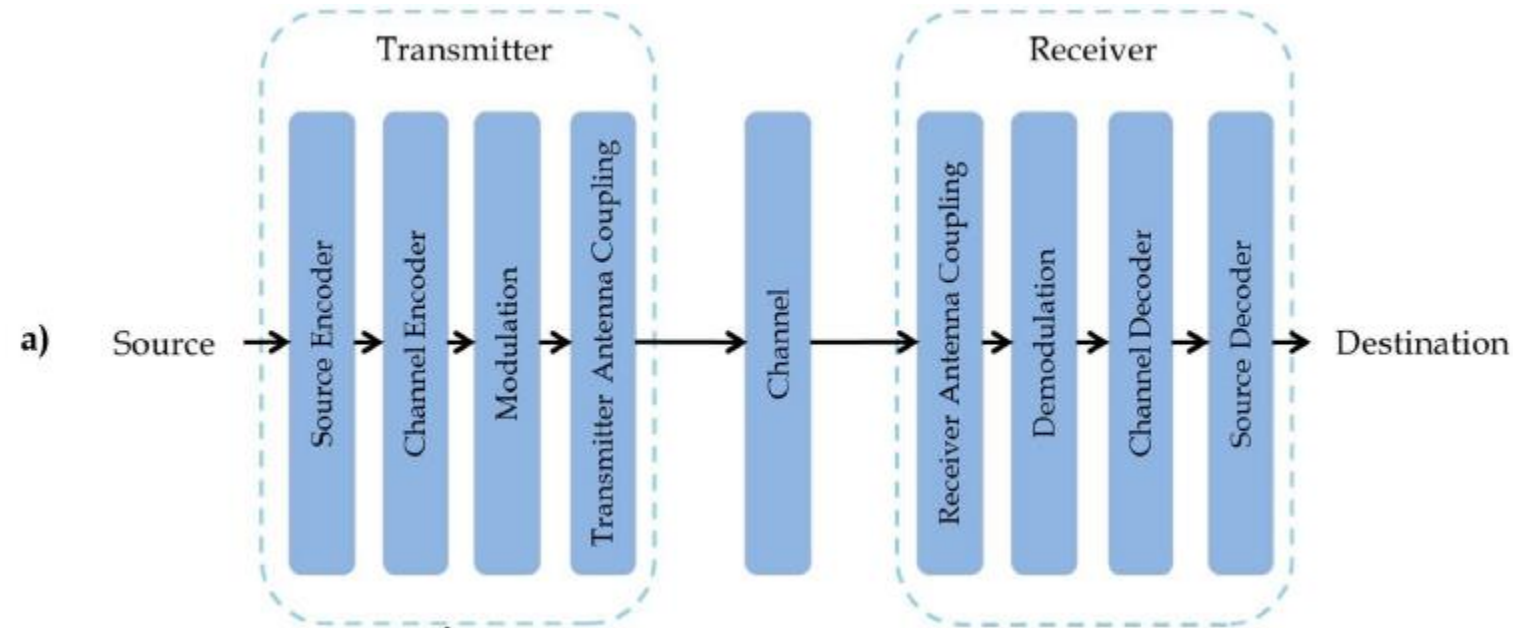 Transmitter
Receiver
a)
Source
Source Encoder
Channel Encoder
Modulation
Transmitter Antenna Coupling
Channel
Receiver Antenna Coupling
Demodulation
Channel Decoder
Source Decoder
Destination